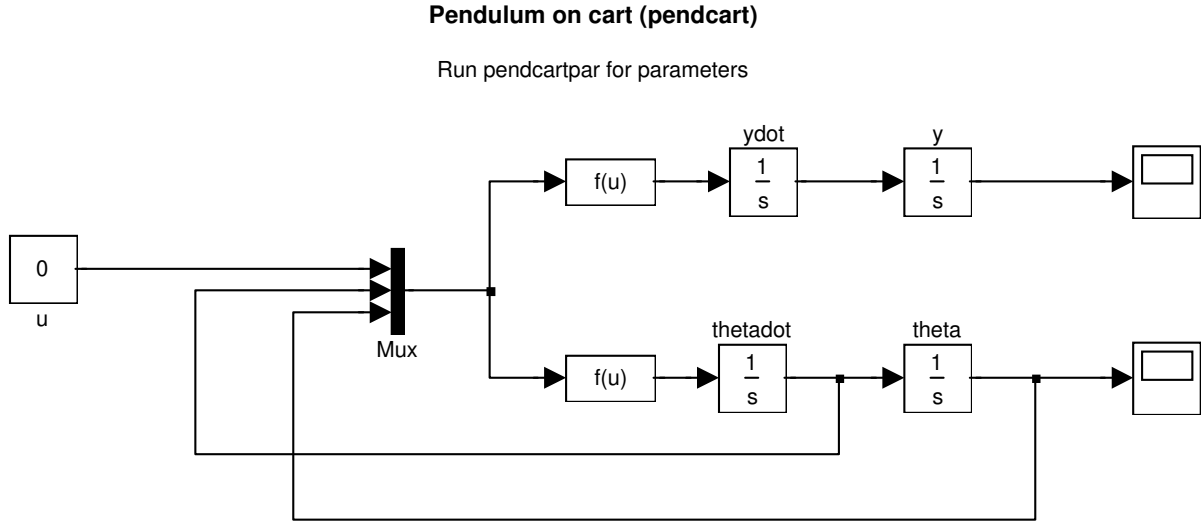 Pendulum on cart (pendcart)
Run pendcartpar for parameters
ydot
y
f(u)
1
s
1
s
0
u
Mux
thetadot
theta
f(u)
1
s
1
s